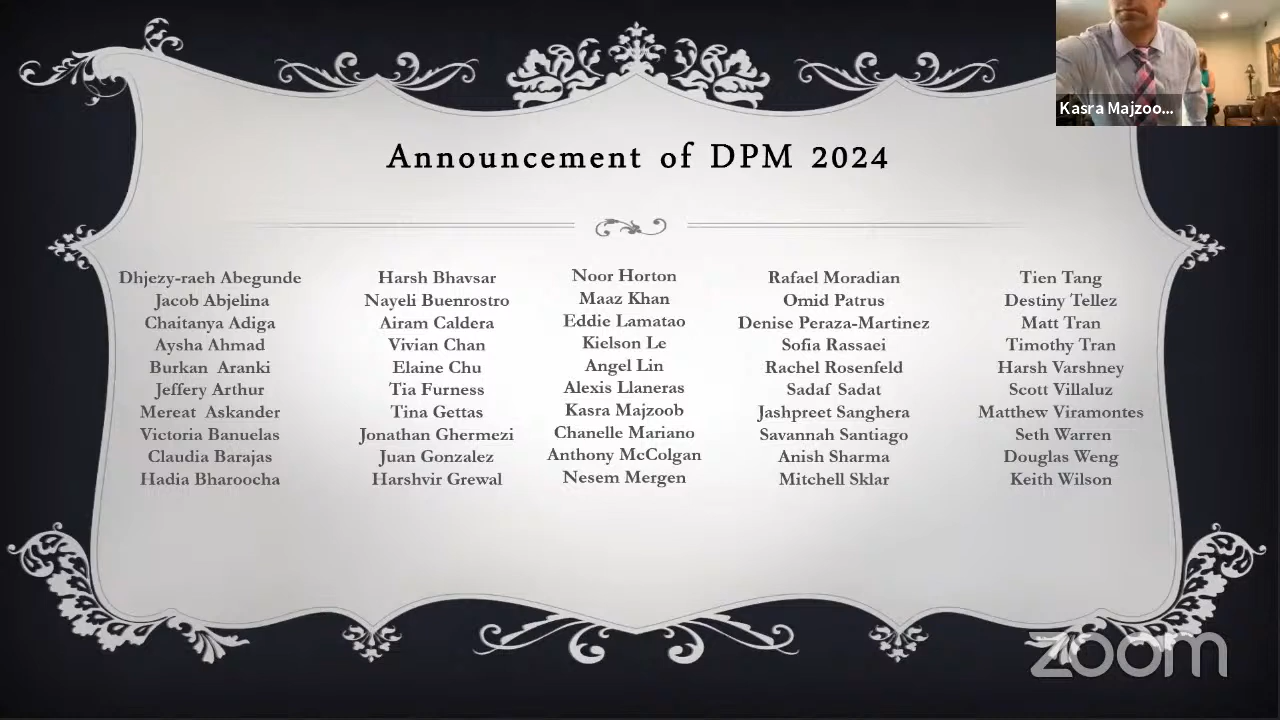 Kasra Majzoo...
Announcement of DPM 2024
Dhjezy-raeh Abegunde
Jacob Abjelina
Chaitanya Adiga
Aysha Ahmad
Burkan Aranki
Jeffery Arthur
Mereat Askander
Victoria Banuelas
Claudia Barajas
Hadia Bharoocha
Harsh Bhavsar
Nayeli Buenrostro
Airam Caldera
Vivian Chan
Elaine Chu
Tia Furness
Tina Gettas
Jonathan Ghermezi
Juan Gonzalez
Harshvir Grewal
Noor Horton
Maaz Khan
Eddie Lamatao
Kielson Le
Angel Lin
Alexis Llaneras
Kasra Majzoob
Chanelle Mariano
Anthony McColgan
Nesem Mergen
Rafael Moradian
Omid Patrus
Denise Peraza-Martinez
Sofia Rassaei
Rachel Rosenfeld
Sadaf Sadat
Jashpreet Sanghera
Savannah Santiago
Anish Sharma
Mitchell Sklar
Tien Tang
Destiny Tellez
Matt Tran
Timothy Tran
Harsh Varshney
Scott Villaluz
Matthew Viramontes
Seth Warren
Douglas Weng
Keith Wilson
zoom